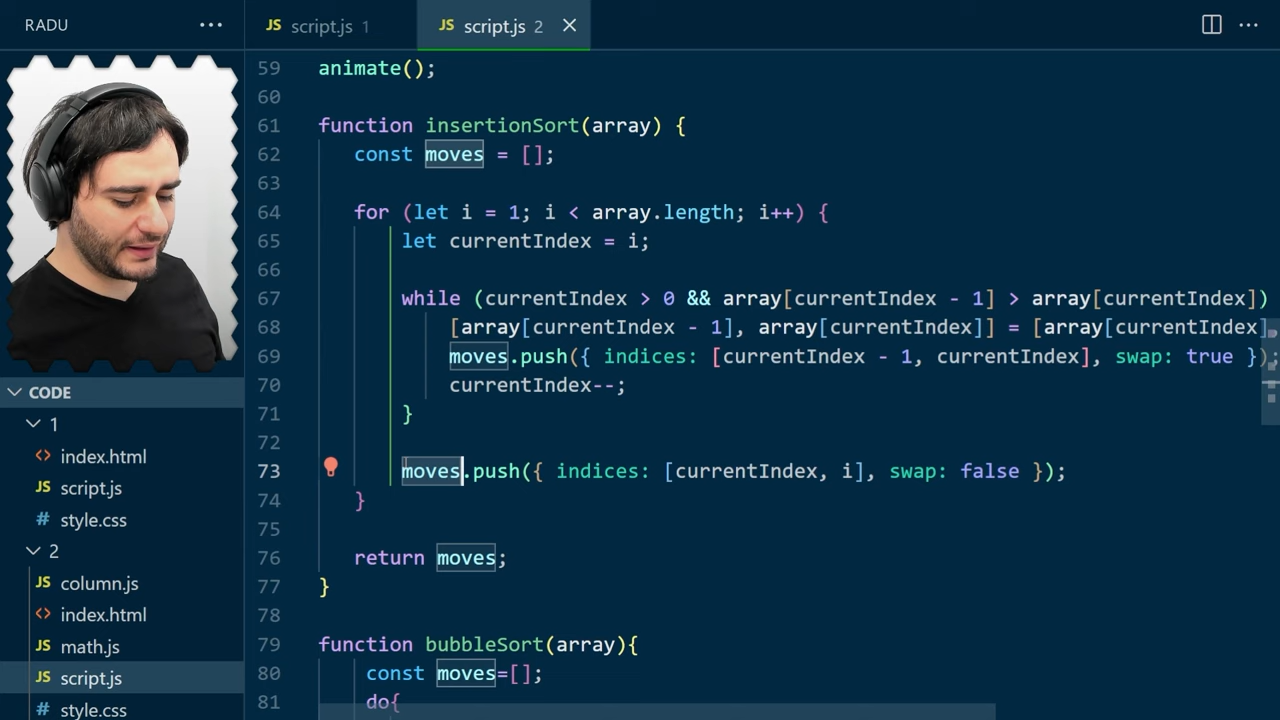 RADU
JS script.js 1
JS script.js 2
59 animate();
60
61 function insertionSort(array) {
62 const moves = [];
63
64 for (let i = 1; i < array.length; i++) {
65 let currentIndex = i;
66
67 while (currentIndex > 0 && array[currentIndex - 1] > array[currentIndex])
68 [array[currentIndex - 1], array[currentIndex]] = [array[currentIndex]
69 moves.push({ indices: [currentIndex - 1, currentIndex], swap: true });
70 currentIndex--;
71 }
72
73 moves.push({ indices: [currentIndex, i], swap: false });
74 }
75
76 return moves;
77 }
78
79 function bubbleSort(array){
80 const moves=[];
81 do{
CODE
1
<> index.html
JS script.js
# style.css
2
JS column.js
<> index.html
JS math.js
JS script.js
# style.css